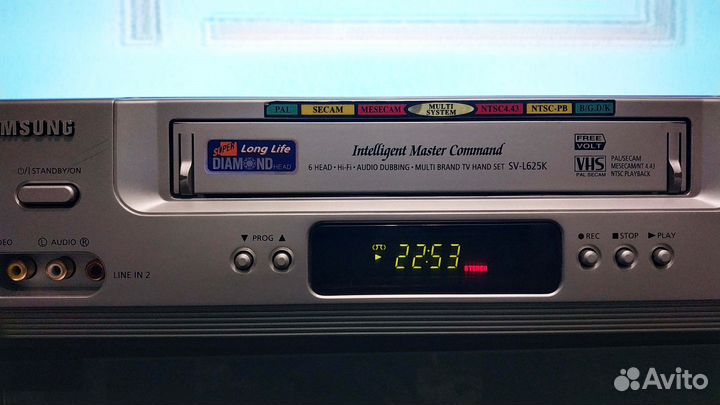 PAL SECAM MESECAM MULTI SYSTEM NTSC4.43 NTSC-PB B/G,D/K
AMSUNG
SUPER Long Life
DIAMOND HEAD
Intelligent Master Command
6 HEAD • Hi-Fi • AUDIO DUBBING • MULTI BRAND TV HAND SET SV-L625K
FREE
VOLT
VHS
PAL SECAM
PAL/SECAM
MESECAM(NT 4.43)
NTSC PLAYBACK
STANDBY/ON
DEO L AUDIO R
LINE IN 2
▼ PROG ▲
22:53
STEREO
● REC ■ STOP ► PLAY
Avito